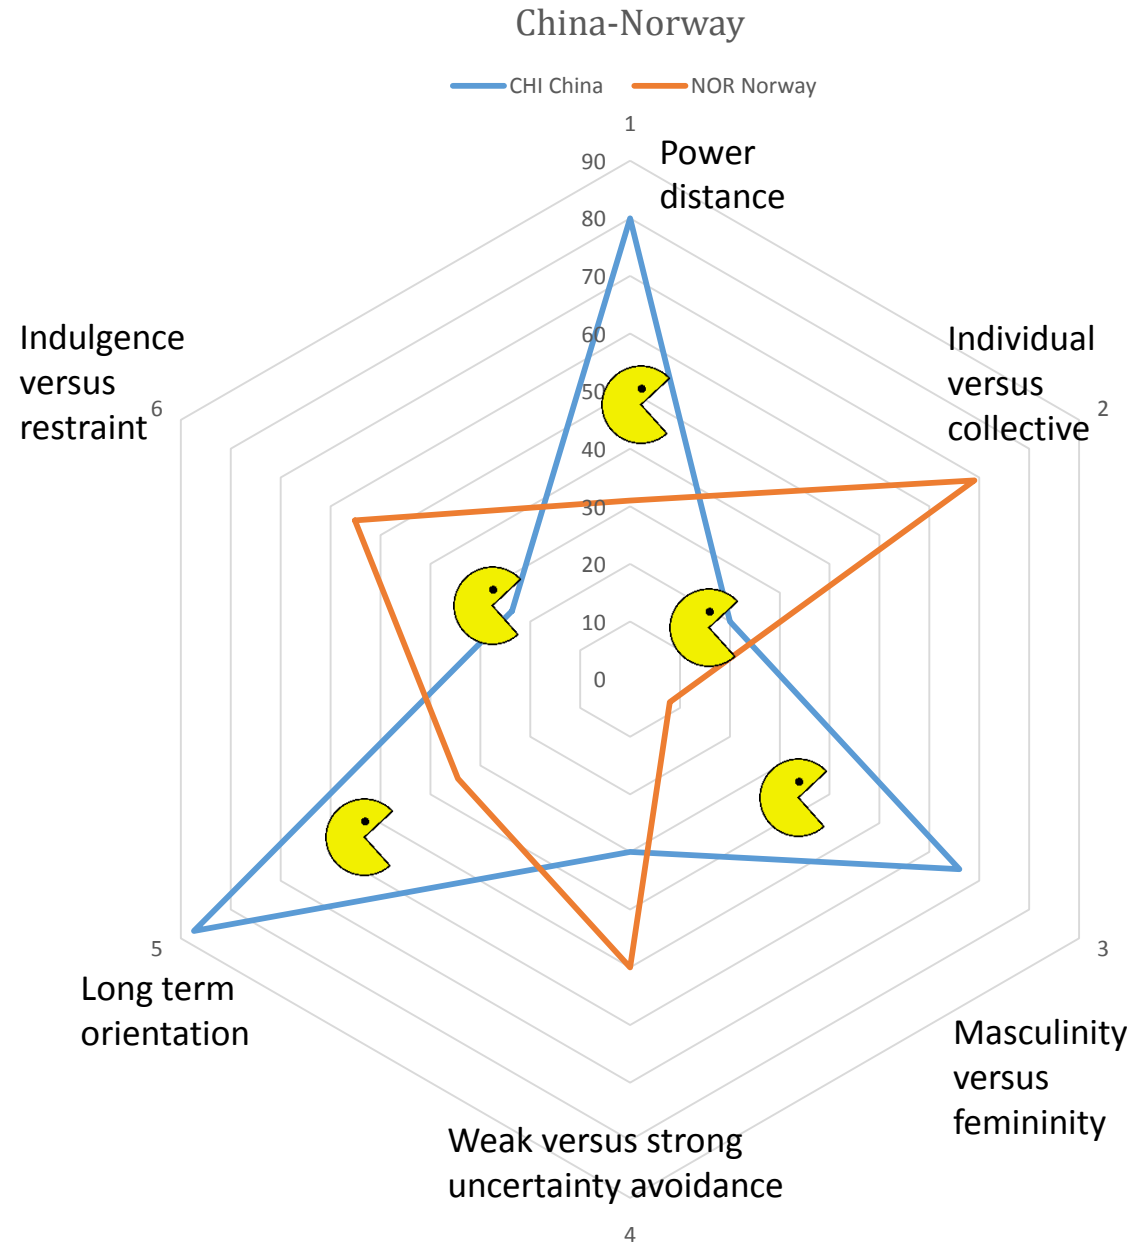 China-Norway
CHI China
NOR Norway
1
Power
distance
90
80
70
60
50
40
30
20
10
0
Individual
versus
collective
2
Masculinity
versus
femininity
3
Weak versus strong
uncertainty avoidance
4
5
Long term
orientation
Indulgence
versus
restraint
6